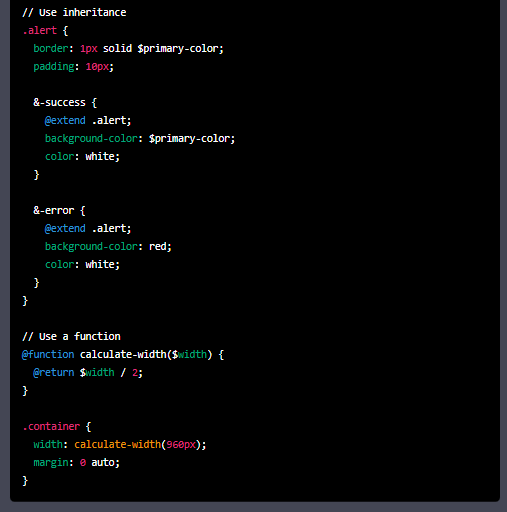 // Use inheritance
.alert {
  border: 1px solid $primary-color;
  padding: 10px;

  &-success {
    @extend .alert;
    background-color: $primary-color;
    color: white;
  }

  &-error {
    @extend .alert;
    background-color: red;
    color: white;
  }
}

// Use a function
@function calculate-width($width) {
  @return $width / 2;
}

.container {
  width: calculate-width(960px);
  margin: 0 auto;
}